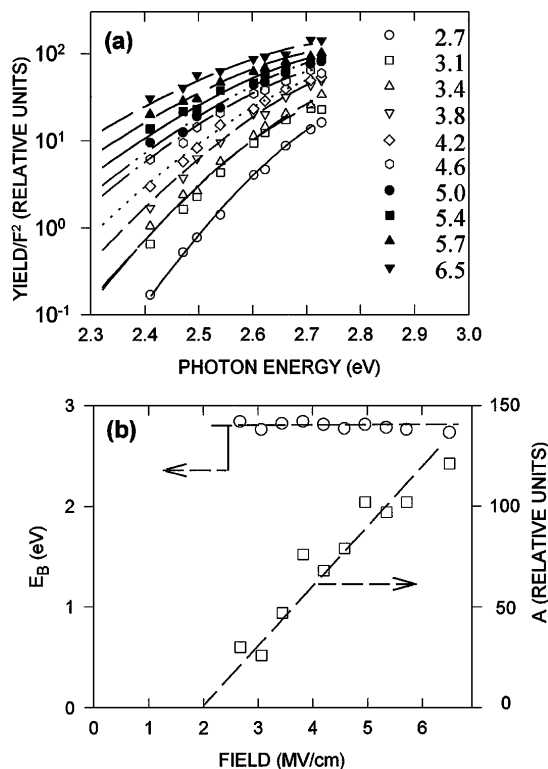 (a)
10²
10¹
10⁰
10⁻¹
YIELD/F² (RELATIVE UNITS)
2.3 2.4 2.5 2.6 2.7 2.8 2.9 3.0
PHOTON ENERGY (eV)
2.7
3.1
3.4
3.8
4.2
4.6
5.0
5.4
5.7
6.5
(b)
3
2
1
0
E_B (eV)
150
100
50
0
A (RELATIVE UNITS)
0 1 2 3 4 5 6
FIELD (MV/cm)